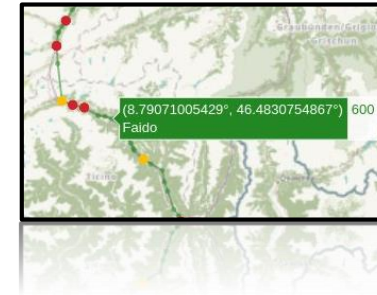 Graubünden/Grigioni/
Grischun
(8.79071005429°, 46.4830754867°) 600
Faido
Ticino